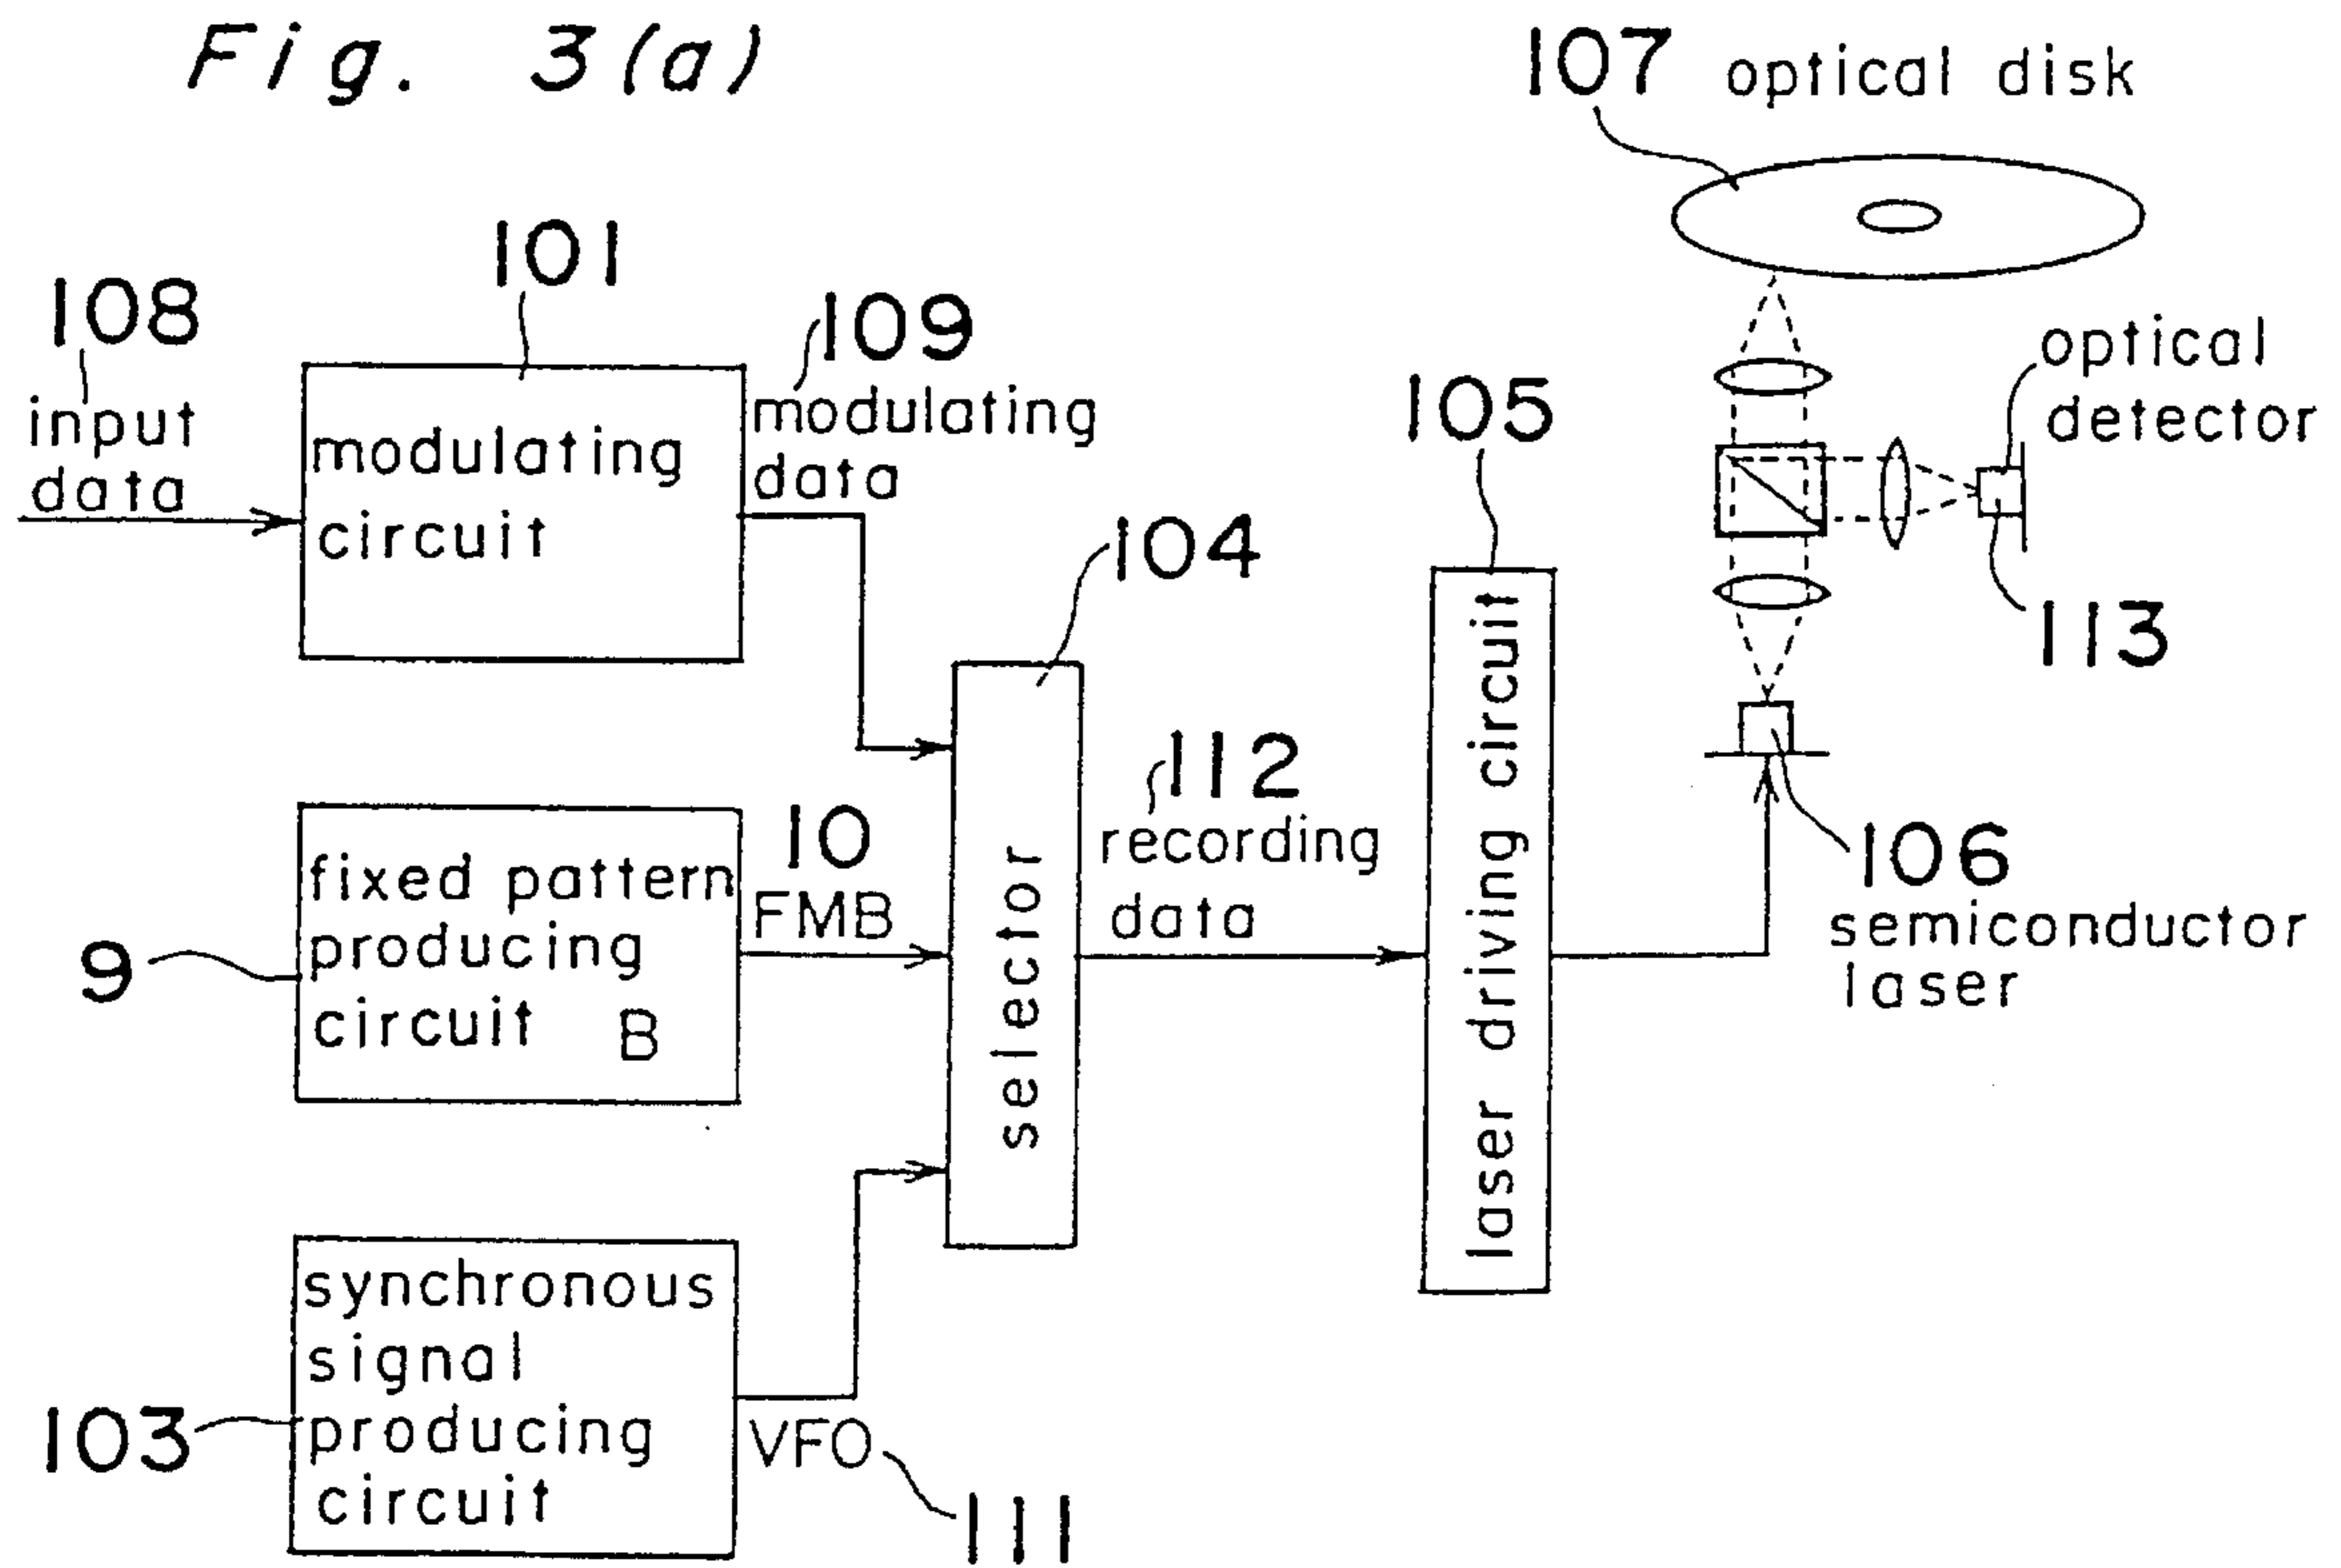 Fig. 3(a)
107 optical disk
101
108
input
data
modulating
circuit
109
modulating
data
104
105
optical
detector
113
fixed pattern
producing
circuit B
9
10
FMB
selector
112
recording
data
laser driving circuit
106
semiconductor
laser
synchronous
signal
producing
circuit
103
VFO
111